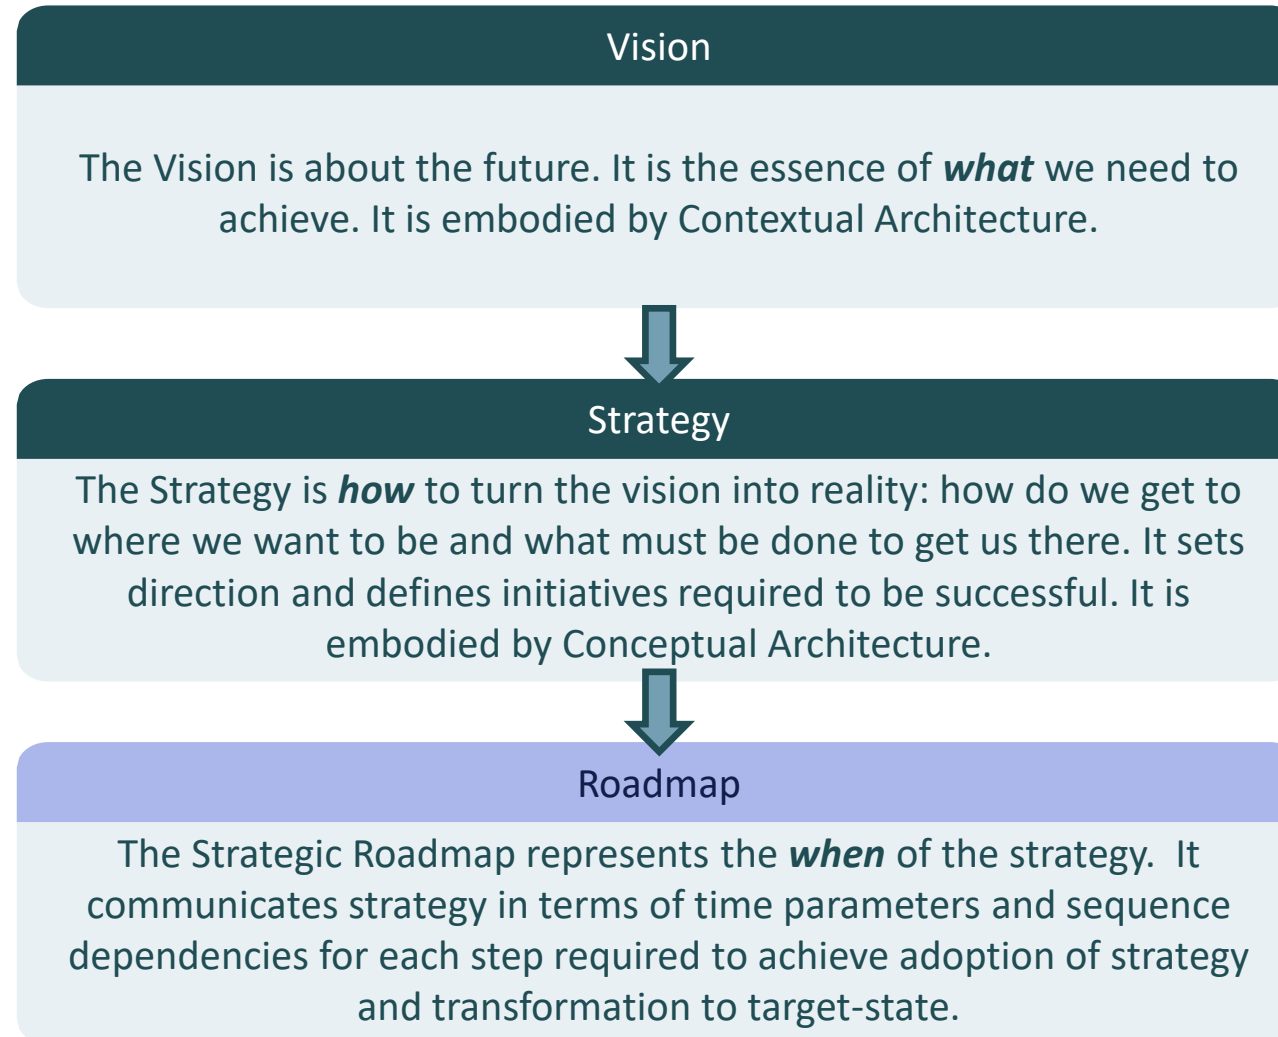 Vision
The Vision is about the future. It is the essence of what we need to
achieve. It is embodied by Contextual Architecture.
Strategy
The Strategy is how to turn the vision into reality: how do we get to
where we want to be and what must be done to get us there. It sets
direction and defines initiatives required to be successful. It is
embodied by Conceptual Architecture.
Roadmap
The Strategic Roadmap represents the when of the strategy.  It
communicates strategy in terms of time parameters and sequence
dependencies for each step required to achieve adoption of strategy
and transformation to target-state.